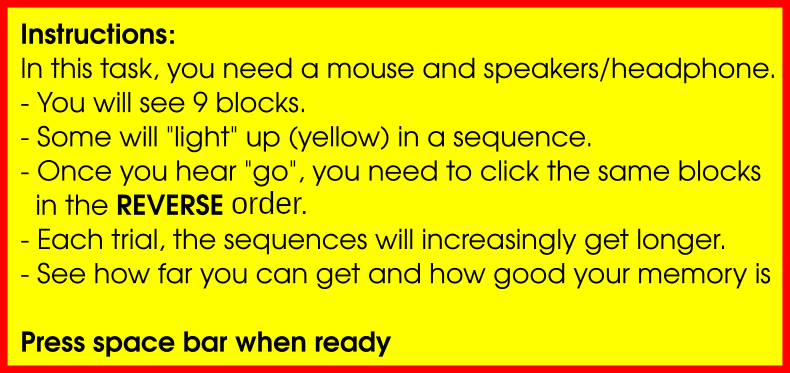 Instructions:
In this task, you need a mouse and speakers/headphone.
- You will see 9 blocks.
- Some will "light" up (yellow) in a sequence.
- Once you hear "go", you need to click the same blocks
in the REVERSE order.
- Each trial, the sequences will increasingly get longer.
- See how far you can get and how good your memory is
Press space bar when ready